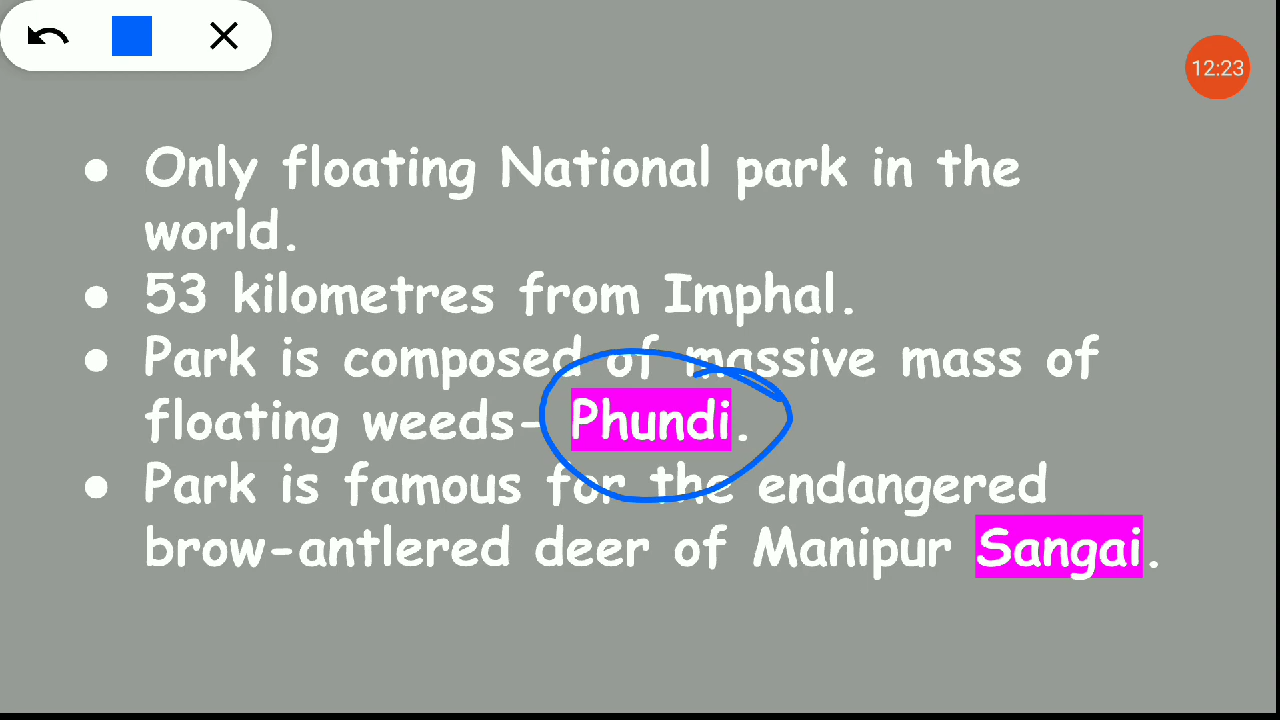 12:23
● Only floating National park in the
world.
● 53 kilometres from Imphal.
● Park is composed of massive mass of
floating weeds- Phundi.
● Park is famous for the endangered
brow-antlered deer of Manipur Sangai.